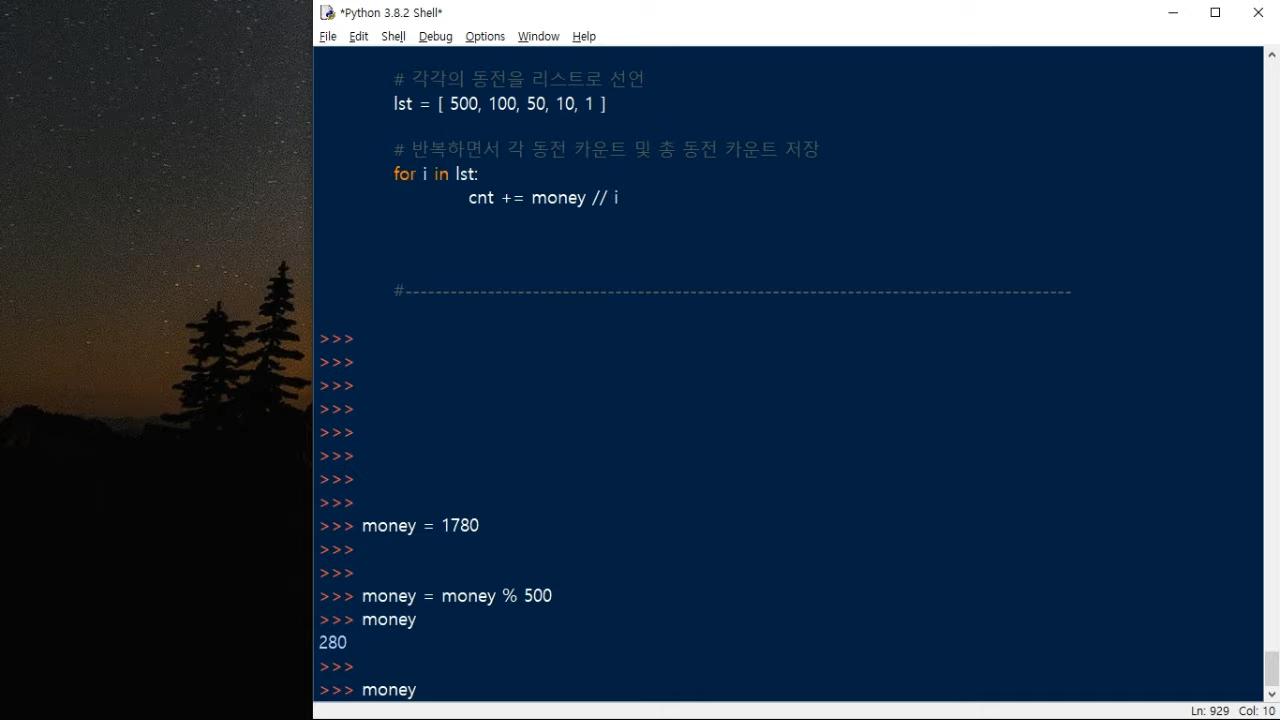 *Python 3.8.2 Shell*
File Edit Shell Debug Options Window Help
# 각각의 동전을 리스트로 선언
lst = [ 500, 100, 50, 10, 1 ]
# 반복하면서 각 동전 카운트 및 총 동전 카운트 저장
for i in lst:
cnt += money // i
#-----------------------------------------------------------------------------------------
>>>
>>>
>>>
>>>
>>>
>>>
>>>
>>>
>>> money = 1780
>>>
>>>
>>> money = money % 500
>>> money
280
>>>
>>> money
Ln: 929 Col: 10